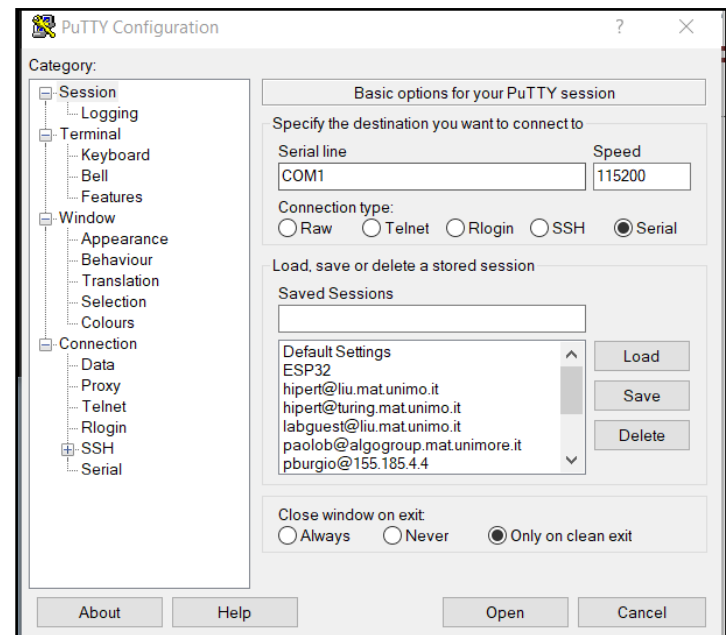 PuTTY Configuration
?
Category:
Session
Logging
Terminal
Keyboard
Bell
Features
Window
Appearance
Behaviour
Translation
Selection
Colours
Connection
Data
Proxy
Telnet
Rlogin
SSH
Serial
Basic options for your PuTTY session
Specify the destination you want to connect to
Serial line Speed
COM1 115200
Connection type:
Raw Telnet Rlogin SSH Serial
Load, save or delete a stored session
Saved Sessions
Default Settings
ESP32
hipert@liu.mat.unimo.it
hipert@turing.mat.unimo.it
labguest@liu.mat.unimo.it
paolob@algogroup.mat.unimore.it
pburgio@155.185.4.4
Load
Save
Delete
Close window on exit:
Always Never Only on clean exit
About Help Open Cancel